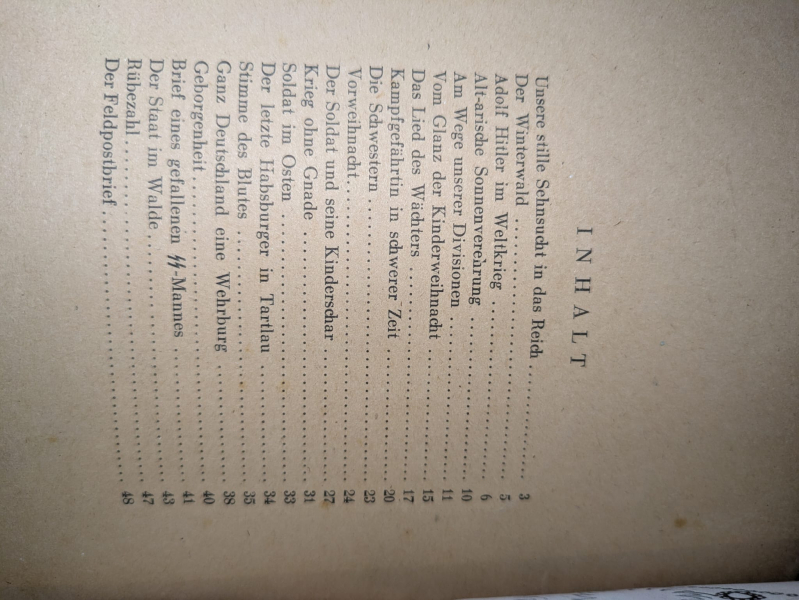 INHALT
Unsere stille Sehnsucht in das Reich ........ 3
Der Winterwald ........ 5
Adolf Hitler im Weltkrieg ........ 6
Alt-arische Sonnenverehrung ........ 10
Am Wege unserer Divisionen ........ 11
Vom Glanz der Kinderweihnacht ........ 15
Das Lied des Wächters ........ 17
Kampfgefährtin in schwerer Zeit ........ 20
Die Schwestern ........ 23
Vorweihnacht ........ 24
Der Soldat und seine Kinderschar ........ 27
Krieg ohne Gnade ........ 31
Soldat im Osten ........ 33
Der letzte Habsburger in Tartlau ........ 34
Stimme des Blutes ........ 35
Ganz Deutschland eine Wehrburg ........ 38
Geborgenheit ........ 40
Brief eines gefallenen ᛋᛋ-Mannes ........ 41
Der Staat im Walde ........ 43
Rübezahl ........ 47
Der Feldpostbrief ........ 48